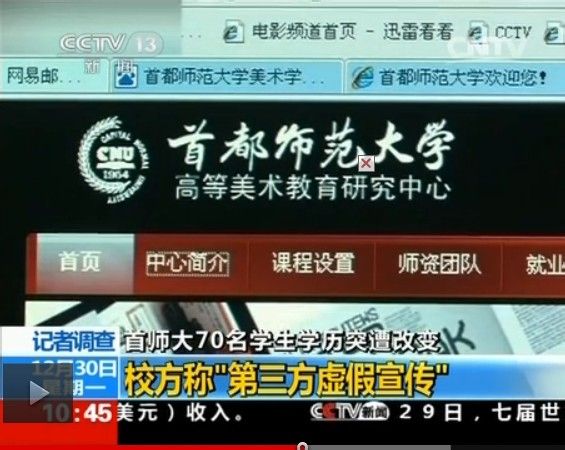 CCTV 13
新闻
电影频道首页 - 迅雷看看
CCTV
CNTV
网易邮...
首都师范大学美术学...
首都师范大学欢迎您!
CAPITAL NORMAL UNIVERSITY
CNU
1954
首都师范大学
高等美术教育研究中心
首页
中心简介
课程设置
师资团队
就业
记者调查
首师大70名学生学历突遭改变
12月30日
星期一
校方称"第三方虚假宣传"
10:45
美元）收入。
CCTV新闻
29日，七届世